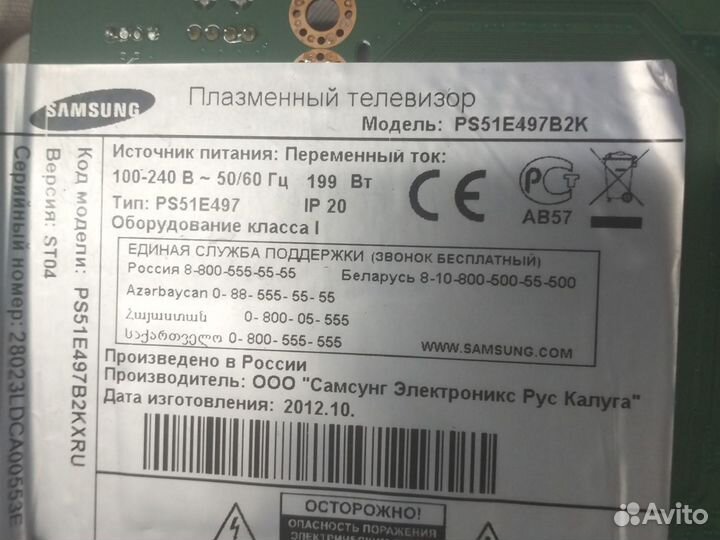 SAMSUNG
Плазменный телевизор
Модель: PS51E497B2K
Источник питания: Переменный ток:
100-240 В ~ 50/60 Гц 199 Вт
Тип: PS51E497 IP 20
Оборудование класса I
АВ57
ЕДИНАЯ СЛУЖБА ПОДДЕРЖКИ (ЗВОНОК БЕСПЛАТНЫЙ)
Россия 8-800-555-55-55 Беларусь 8-10-800-500-55-500
Azərbaycan 0- 88- 555- 55- 55
Հայաստան 0- 800- 05- 555
საქართველო 0- 800- 555- 555
WWW.SAMSUNG.COM
Произведено в России
Производитель: ООО "Самсунг Электроникс Рус Калуга"
Дата изготовления: 2012.10.
ОСТОРОЖНО!
ОПАСНОСТЬ ПОРАЖЕНИЯ
Код модели: PS51E497B2KXRU
Версия: ST04
Серийный номер: 28023LDCA00553E
Avito